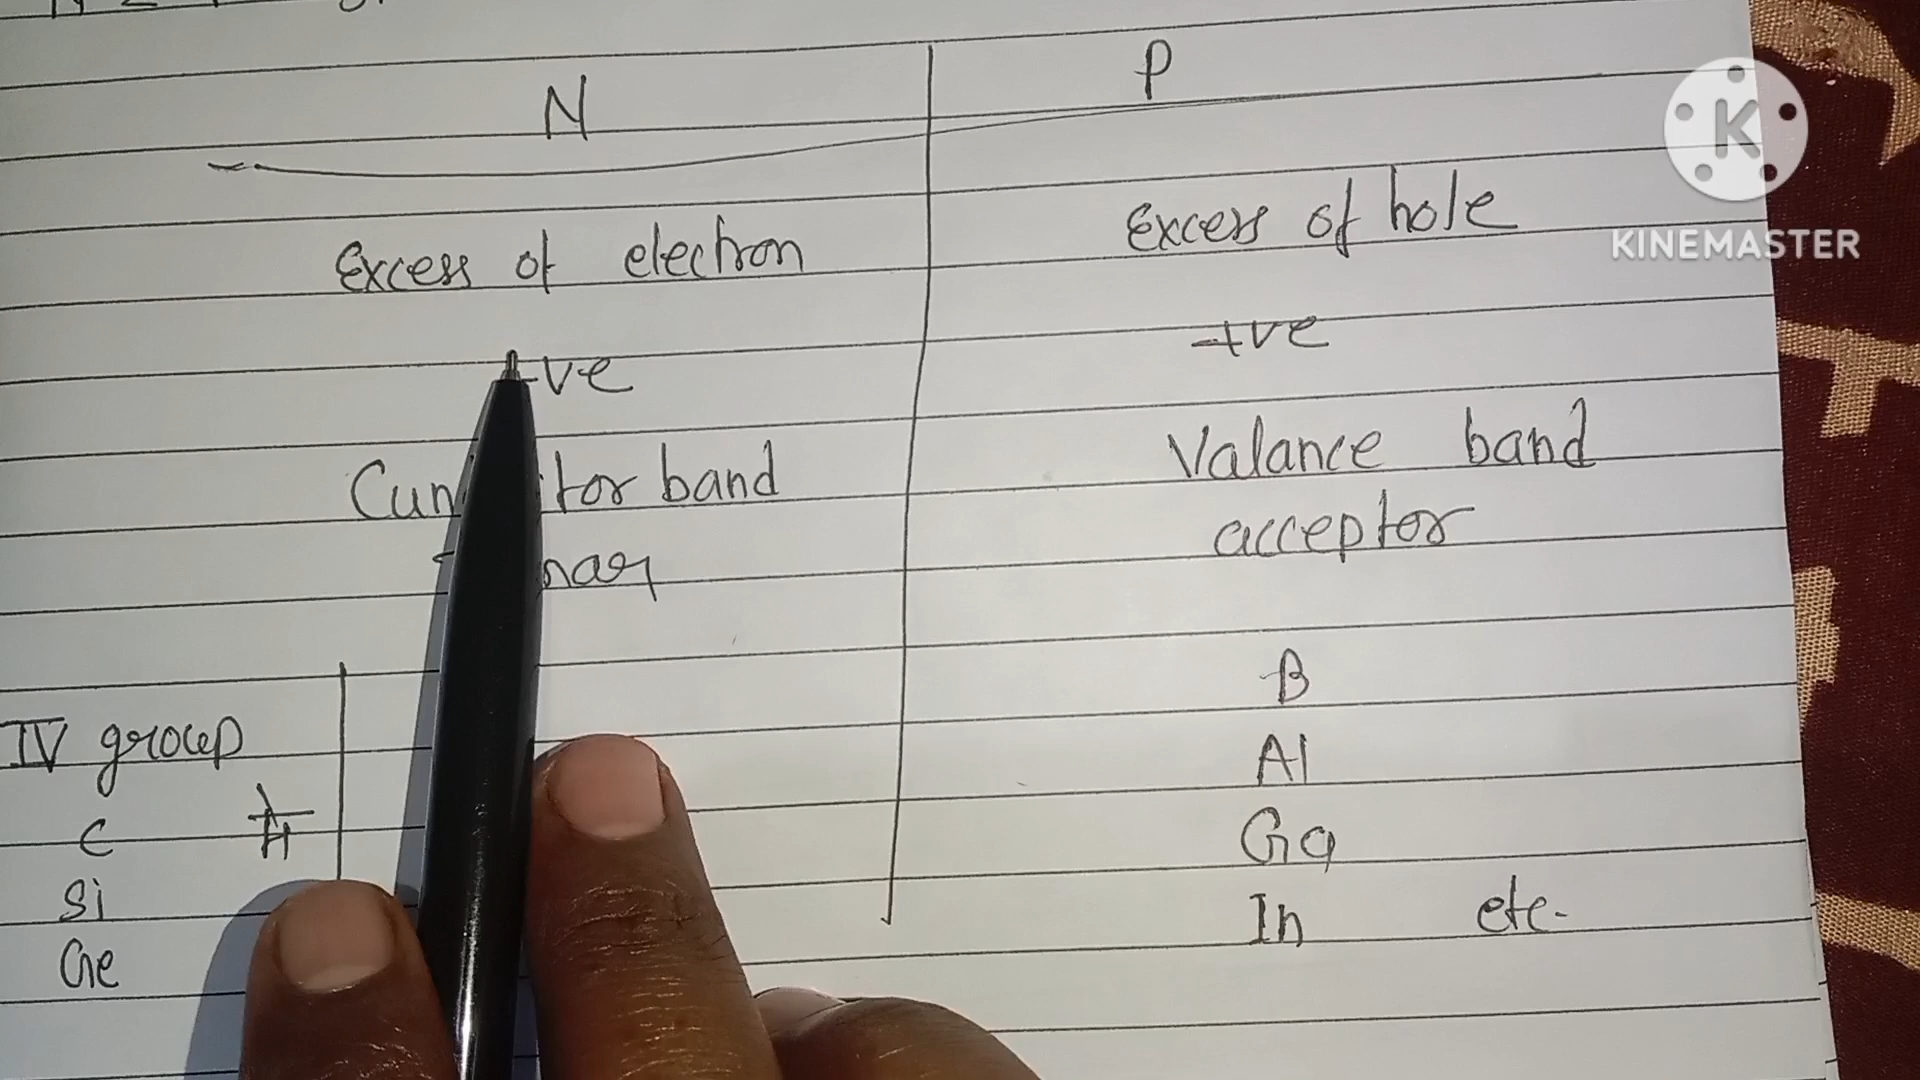 N P
Excess of electron Excess of hole
-ve +ve
band Valance band
acceptor
B
IV group Al
C Ga
Si In etc.
Ge
KINEMASTER